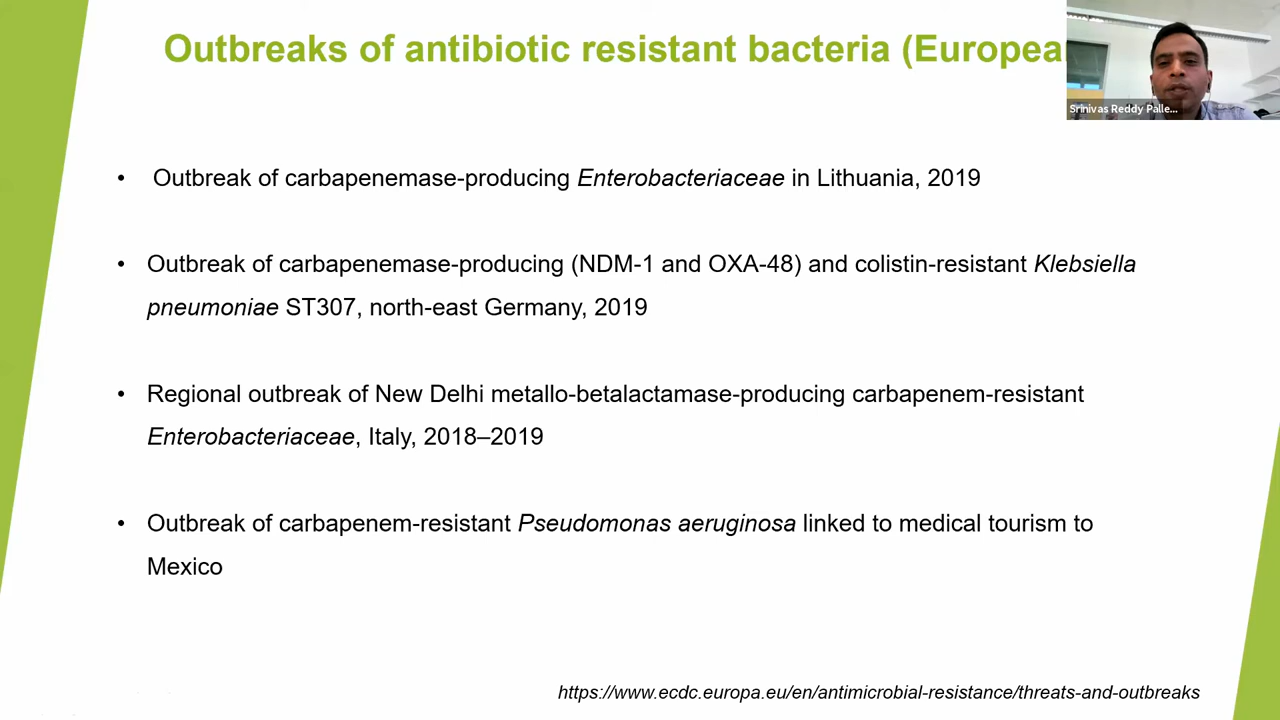 Outbreaks of antibiotic resistant bacteria (Europea
Srinivas Reddy Palle...
• Outbreak of carbapenemase-producing Enterobacteriaceae in Lithuania, 2019
• Outbreak of carbapenemase-producing (NDM-1 and OXA-48) and colistin-resistant Klebsiella
pneumoniae ST307, north-east Germany, 2019
• Regional outbreak of New Delhi metallo-betalactamase-producing carbapenem-resistant
Enterobacteriaceae, Italy, 2018–2019
• Outbreak of carbapenem-resistant Pseudomonas aeruginosa linked to medical tourism to
Mexico
https://www.ecdc.europa.eu/en/antimicrobial-resistance/threats-and-outbreaks